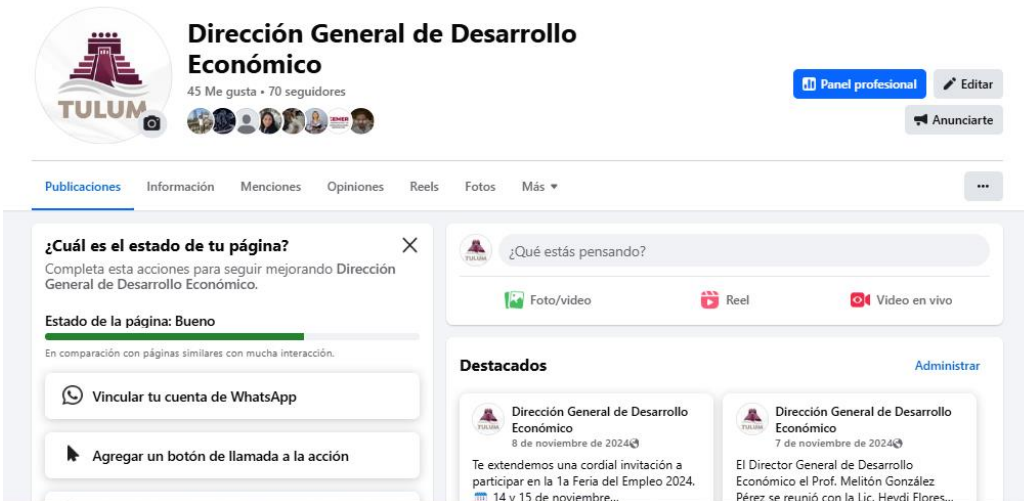 TULUM
Dirección General de Desarrollo
Económico
45 Me gusta • 70 seguidores
Panel profesional
Editar
Anunciarte
Publicaciones
Información
Menciones
Opiniones
Reels
Fotos
Más
¿Cuál es el estado de tu página?
Completa esta acciones para seguir mejorando Dirección
General de Desarrollo Económico.
Estado de la página: Bueno
En comparación con páginas similares con mucha interacción.
Vincular tu cuenta de WhatsApp
Agregar un botón de llamada a la acción
TULUM
¿Qué estás pensando?
Foto/video
Reel
Video en vivo
Destacados
Administrar
TULUM
Dirección General de Desarrollo
Económico
8 de noviembre de 2024
Te extendemos una cordial invitación a
participar en la 1a Feria del Empleo 2024.
14 y 15 de noviembre...
TULUM
Dirección General de Desarrollo
Económico
7 de noviembre de 2024
El Director General de Desarrollo
Económico el Prof. Melitón González
Pérez se reunió con la Lic. Heydi Flores...